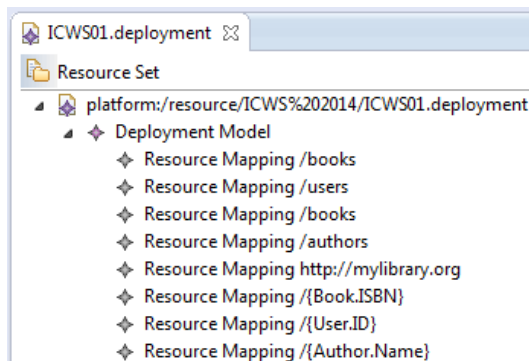 ICWS01.deployment
Resource Set
platform:/resource/ICWS%202014/ICWS01.deployment
Deployment Model
Resource Mapping /books
Resource Mapping /users
Resource Mapping /books
Resource Mapping /authors
Resource Mapping http://mylibrary.org
Resource Mapping /{Book.ISBN}
Resource Mapping /{User.ID}
Resource Mapping /{Author.Name}